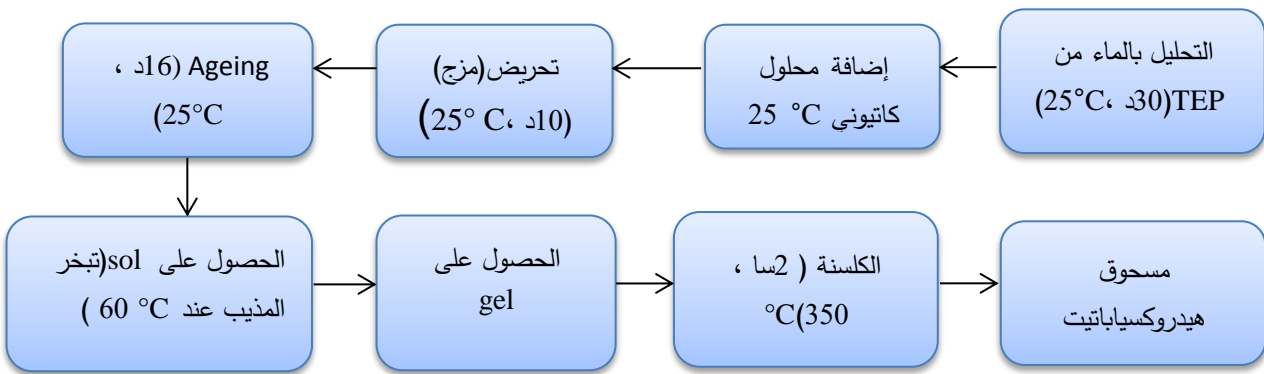 التحليل بالماء من
TEP(30د ،25°C)
إضافة محلول
كاتيوني 25 °C
تحريض(مزج)
(10د ،25° C)
Ageing (16د ،
25°C)
الحصول على sol(تبخر
المذيب عند 60 °C )
الحصول على
gel
الكلسنة ( 2سا ،
350)°C
مسحوق
هيدروكسياباتيت